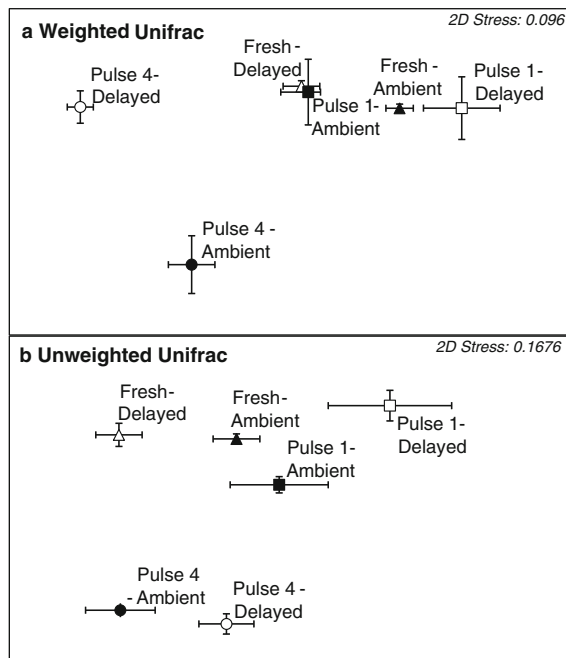 a Weighted Unifrac
2D Stress: 0.096
Pulse 4-
Delayed
Fresh-
Delayed
Pulse 1-
Ambient
Fresh-
Ambient
Pulse 1-
Delayed
Pulse 4 -
Ambient
b Unweighted Unifrac
2D Stress: 0.1676
Fresh-
Delayed
Fresh-
Ambient
Pulse 1-
Delayed
Pulse 1-
Ambient
Pulse 4
- Ambient
Pulse 4 -
Delayed